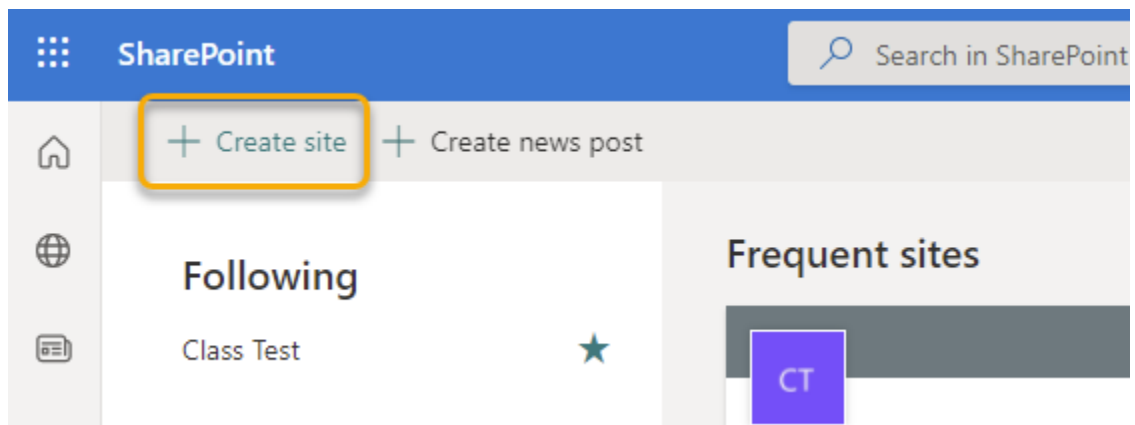 SharePoint
Search in SharePoint
+ Create site
+ Create news post
Following
Frequent sites
Class Test
CT